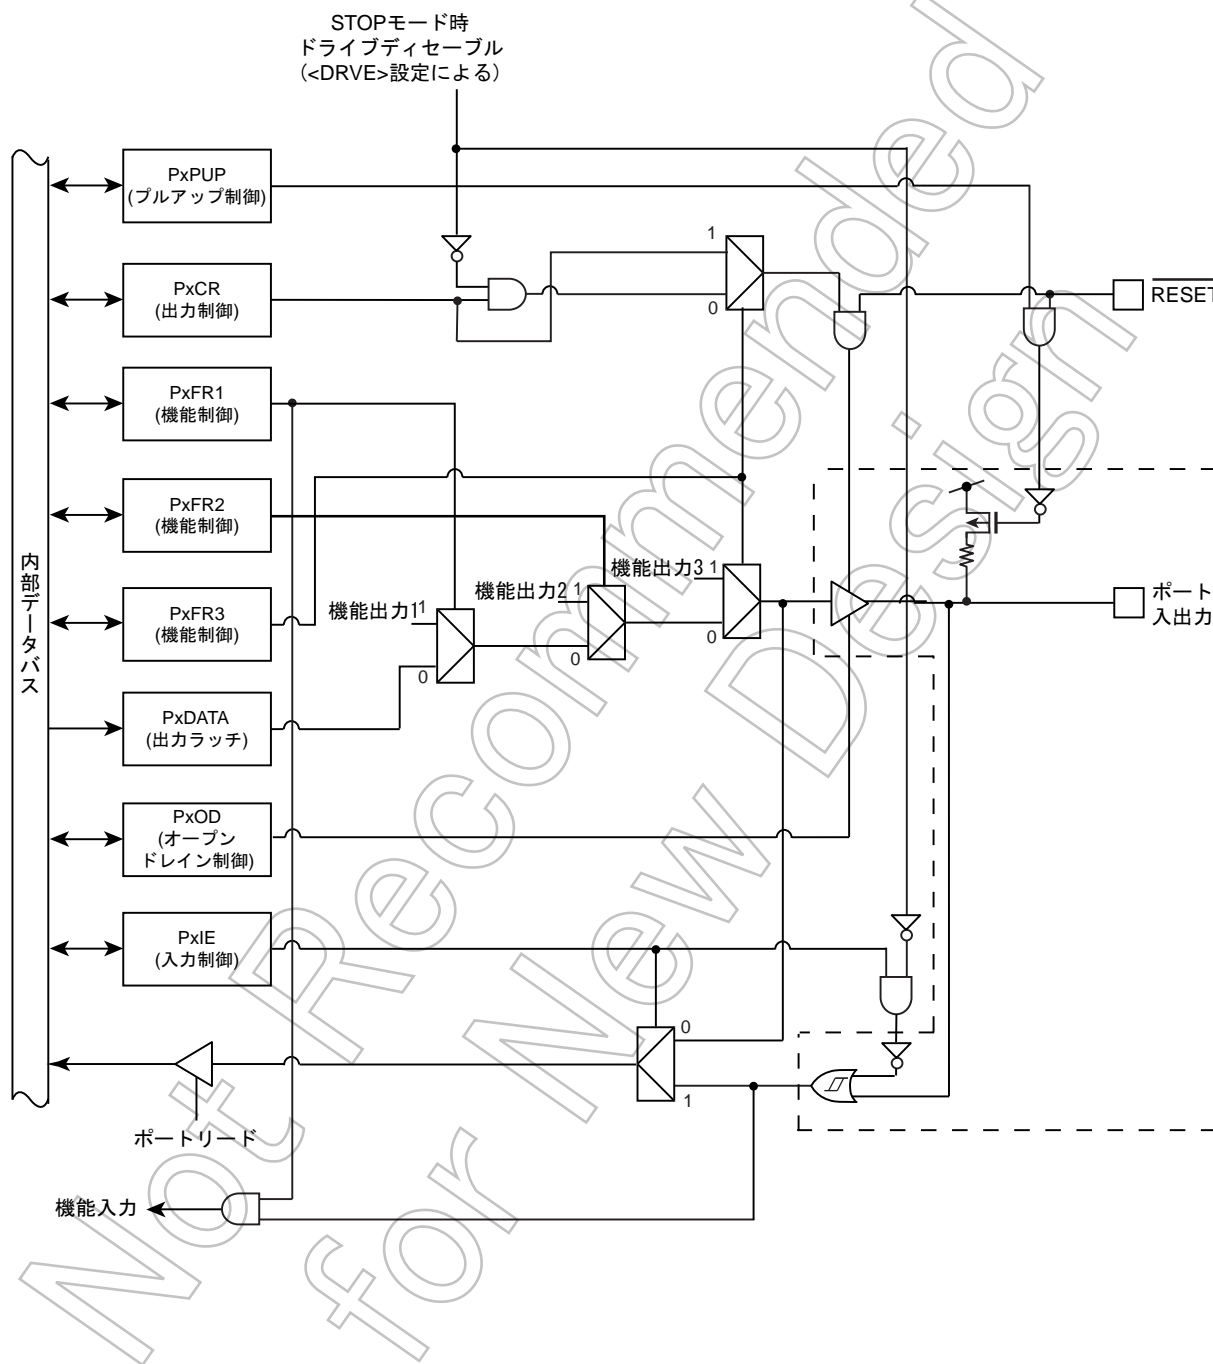 STOPモード時
ドライブディセーブル
(<DRVE>設定による)
PxPUP
(プルアップ制御)
1
PxCR
(出力制御)
0
RESET
PxFR1
(機能制御)
PxFR2
(機能制御)
内部データバス
機能出力3 1
機能出力2 1
機能出力1 1
ポート
入出力
PxFR3
(機能制御)
0
0
0
PxDATA
(出力ラッチ)
PxOD
(オープン
ドレイン制御)
PxIE
(入力制御)
0
1
ポートリード
機能入力
Not Recommended
for New Design